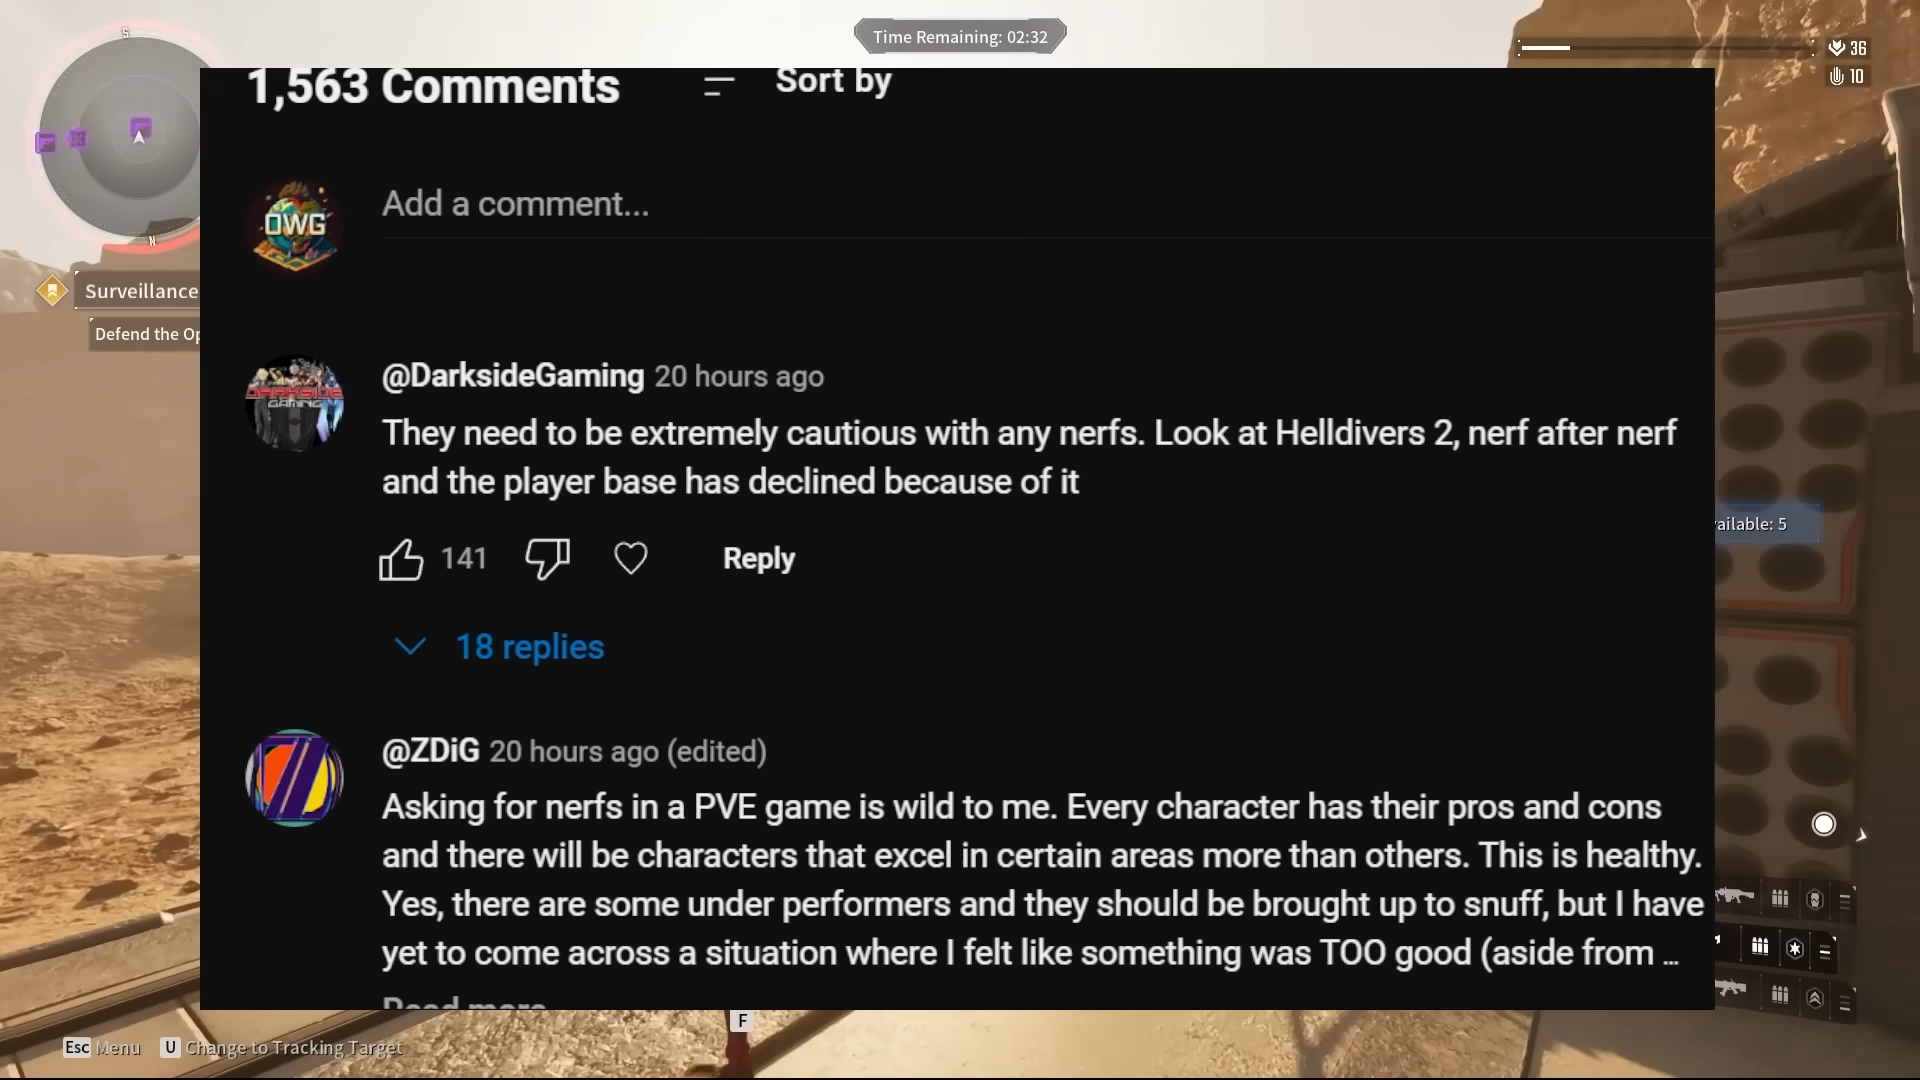 S
Time Remaining: 02:32
36
10
N
Surveillance
Defend the Op
1,563 Comments
Sort by
OWG
Add a comment...
DARKSIDE
GAMING
@DarksideGaming 20 hours ago
They need to be extremely cautious with any nerfs. Look at Helldivers 2, nerf after nerf
and the player base has declined because of it
141
Reply
18 replies
vailable: 5
@ZDiG 20 hours ago (edited)
Asking for nerfs in a PVE game is wild to me. Every character has their pros and cons
and there will be characters that excel in certain areas more than others. This is healthy.
Yes, there are some under performers and they should be brought up to snuff, but I have
yet to come across a situation where I felt like something was TOO good (aside from ...
Read more
F
Esc Menu
U Change to Tracking Target